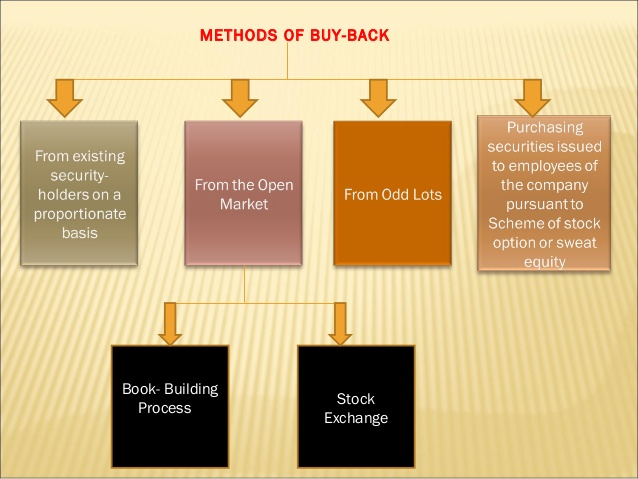 METHODS OF BUY-BACK
From existing
security-
holders on a
proportionate
basis
From the Open
Market
From Odd Lots
Purchasing
securities issued
to employees of
the company
pursuant to
Scheme of stock
option or sweat
equity
Book- Building
Process
Stock
Exchange